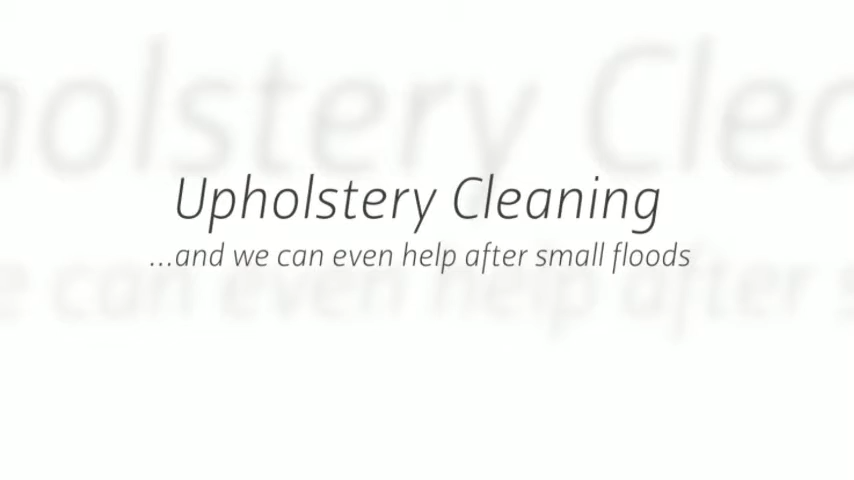 Upholstery Cleaning
...and we can even help after small floods